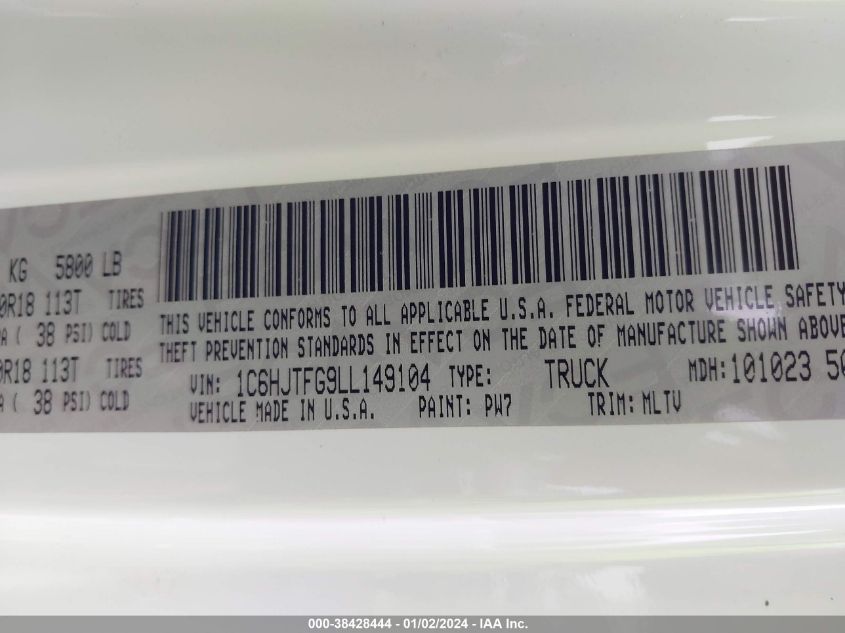 KG 5800 LB
0R18 113T TIRES
A ( 38 PSI) COLD
0R18 113T TIRES
A ( 38 PSI) COLD
THIS VEHICLE CONFORMS TO ALL APPLICABLE U.S.A. FEDERAL MOTOR VEHICLE SAFETY
THEFT PREVENTION STANDARDS IN EFFECT ON THE DATE OF MANUFACTURE SHOWN ABOVE
VIN: 1C6HJTFG9LL149104 TYPE: TRUCK MDH:101023 50
VEHICLE MADE IN U.S.A. PAINT: PW7 TRIM: MLTV
000-38428444 - 01/02/2024 - IAA Inc.